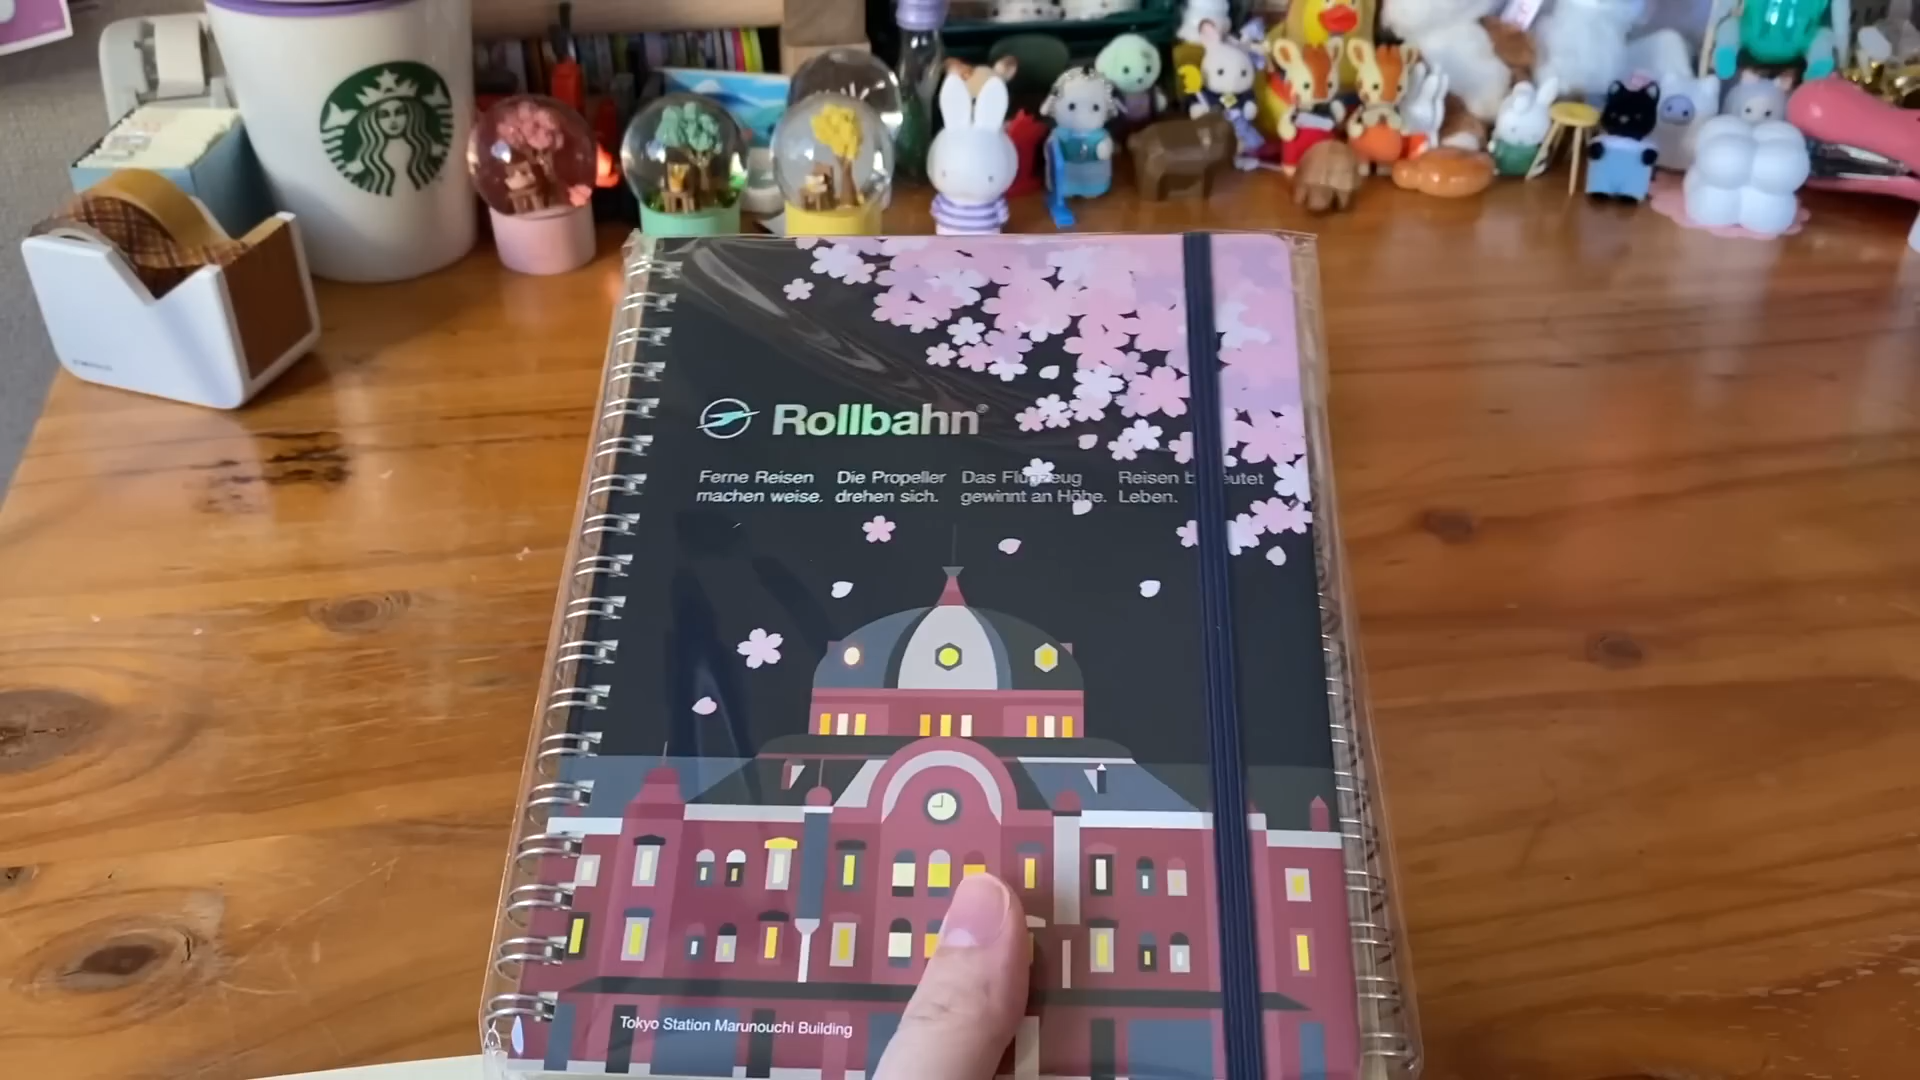 Rollbahn®
Ferne Reisen
machen weise.
Die Propeller
drehen sich.
Das Flugzeug
gewinnt an Höhe.
Reisen bedeutet
Leben.
Tokyo Station Marunouchi Building